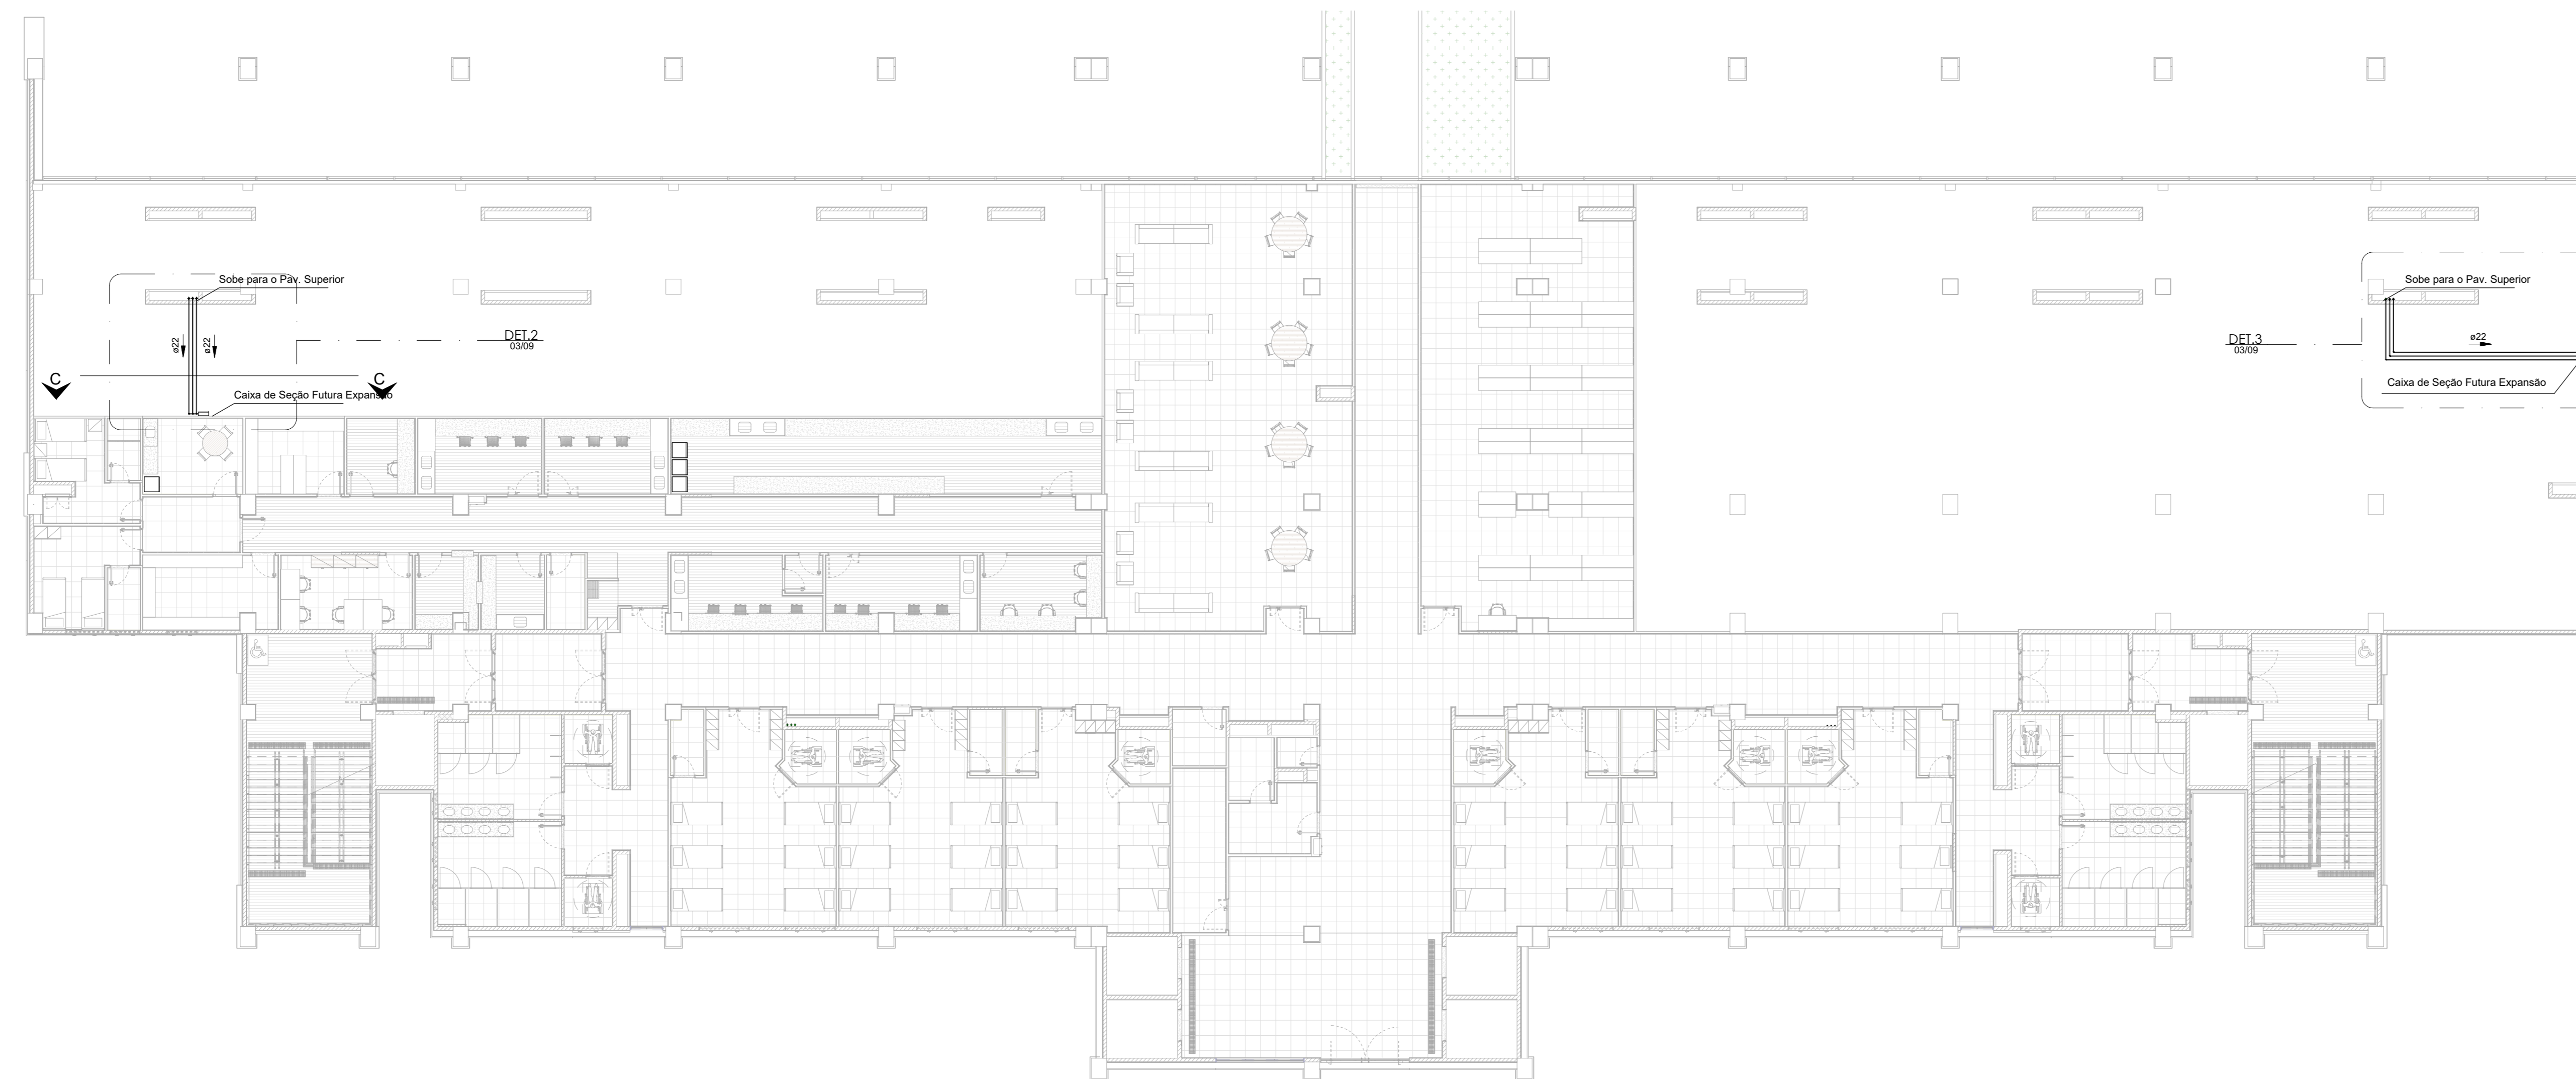 Sobe para o Pav. Superior
ø22
ø22
DET.2
03/09
C
C
Caixa de Seção Futura Expansão
Sobe para o Pav. Superior
ø22
DET.3
03/09
Caixa de Seção Futura Expansão